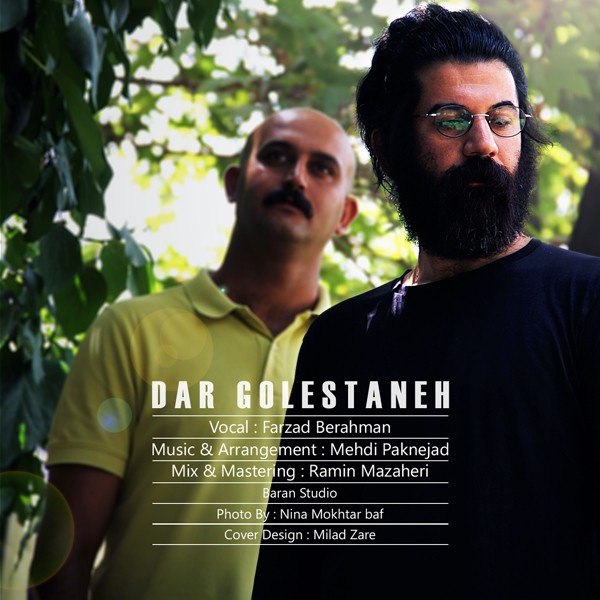 DAR GOLESTANEH
Vocal : Farzad Berahman
Music & Arrangement : Mehdi Paknejad
Mix & Mastering : Ramin Mazaheri
Baran Studio
Photo By : Nina Mokhtar baf
Cover Design : Milad Zare